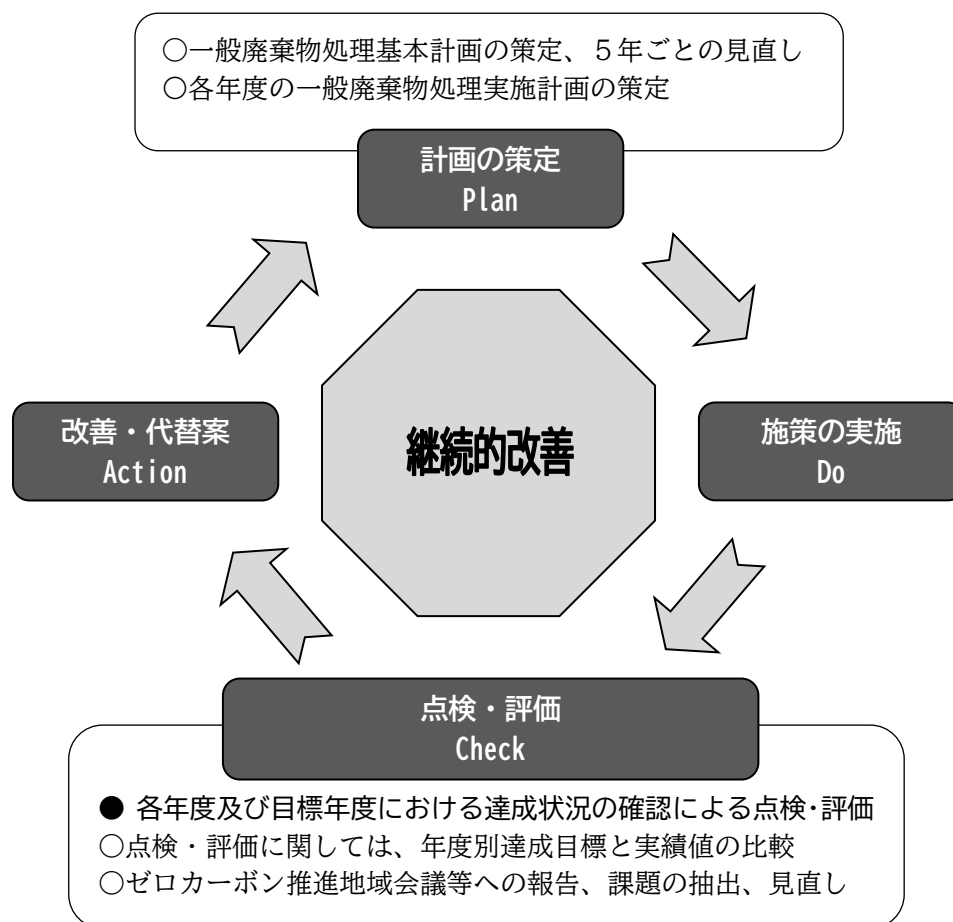 ○一般廃棄物処理基本計画の策定、５年ごとの見直し
○各年度の一般廃棄物処理実施計画の策定
計画の策定
Plan
改善・代替案
Action
継続的改善
施策の実施
Do
点検・評価
Check
● 各年度及び目標年度における達成状況の確認による点検･評価
○点検・評価に関しては、年度別達成目標と実績値の比較
○ゼロカーボン推進地域会議等への報告、課題の抽出、見直し